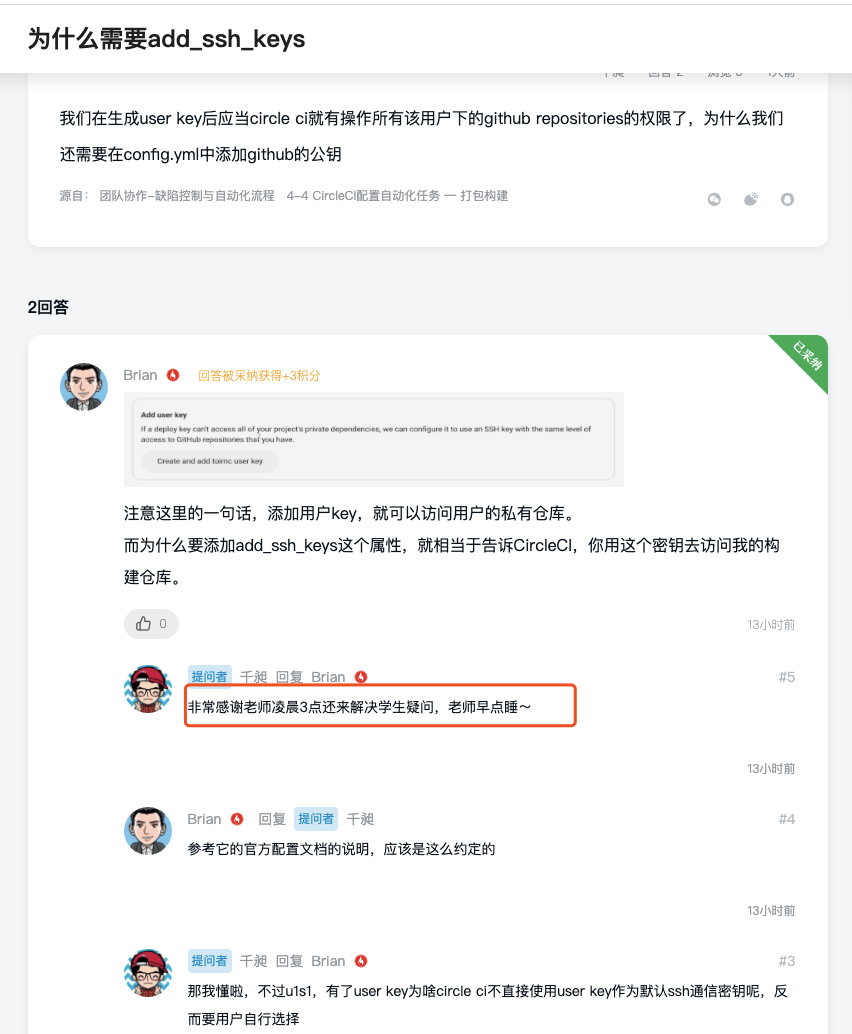 为什么需要add_ssh_keys
千昶 回答 2 浏览 6
我们在生成user key后应当circle ci就有操作所有该用户下的github repositories的权限了，为什么我们
还需要在config.yml中添加github的公钥
源自： 团队协作-缺陷控制与自动化流程 4-4 CircleCI配置自动化任务 — 打包构建
2回答
已采纳
Brian 回答被采纳获得+3积分
Add user key
If a deploy key can't access all of your project's private dependencies, we can configure it to use an SSH key with the same level of
access to GitHub repositories that you have.
Create and add toimc user key
注意这里的一句话，添加用户key，就可以访问用户的私有仓库。
而为什么要添加add_ssh_keys这个属性，就相当于告诉CircleCI，你用这个密钥去访问我的构
建仓库。
0 13小时前
提问者 千昶 回复 Brian #5
非常感谢老师凌晨3点还来解决学生疑问，老师早点睡～
13小时前
Brian 回复 提问者 千昶 #4
参考它的官方配置文档的说明，应该是这么约定的
13小时前
提问者 千昶 回复 Brian #3
那我懂啦，不过u1s1，有了user key为啥circle ci不直接使用user key作为默认ssh通信密钥呢，反
而要用户自行选择